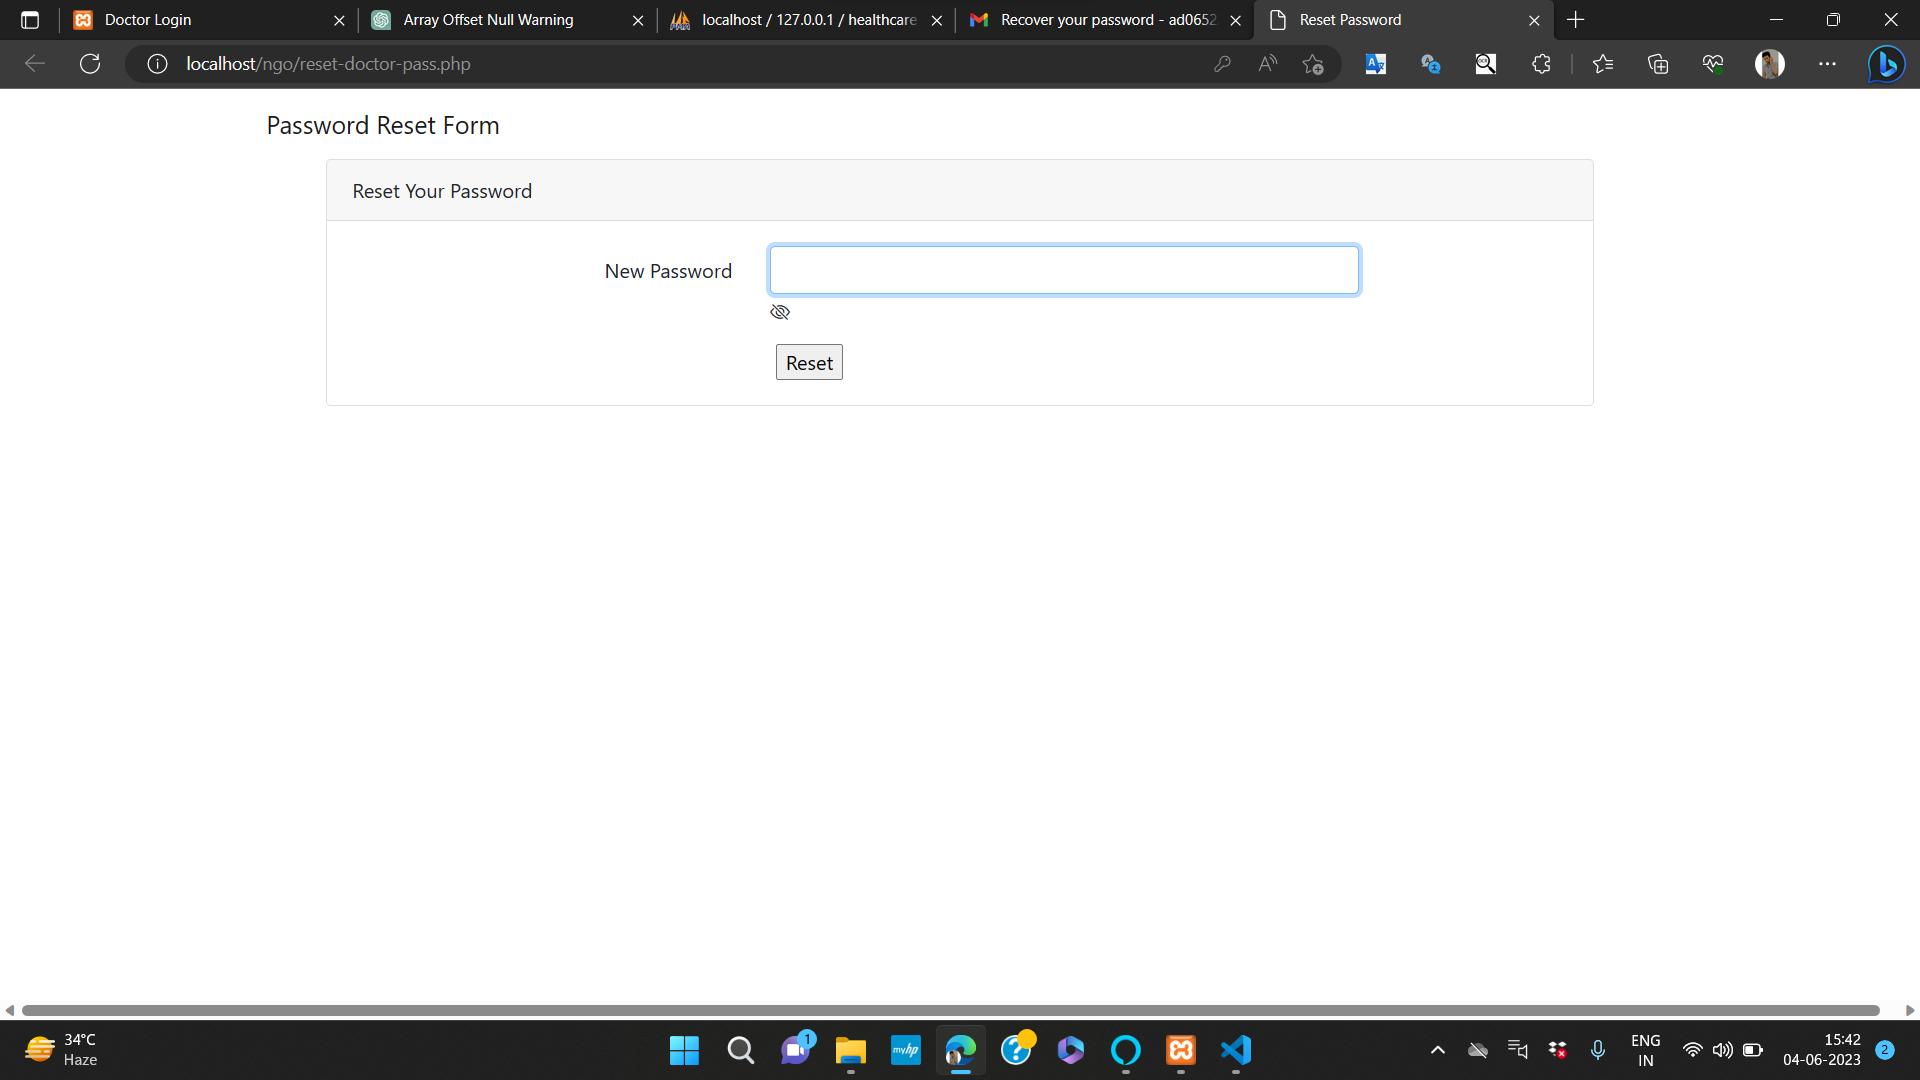 Doctor Login
Array Offset Null Warning
localhost / 127.0.0.1 / healthcare
Recover your password - ad0652
Reset Password
localhost/ngo/reset-doctor-pass.php
Password Reset Form
Reset Your Password
New Password
Reset
34°C
Haze
1
myhp
ENG
IN
15:42
04-06-2023
2